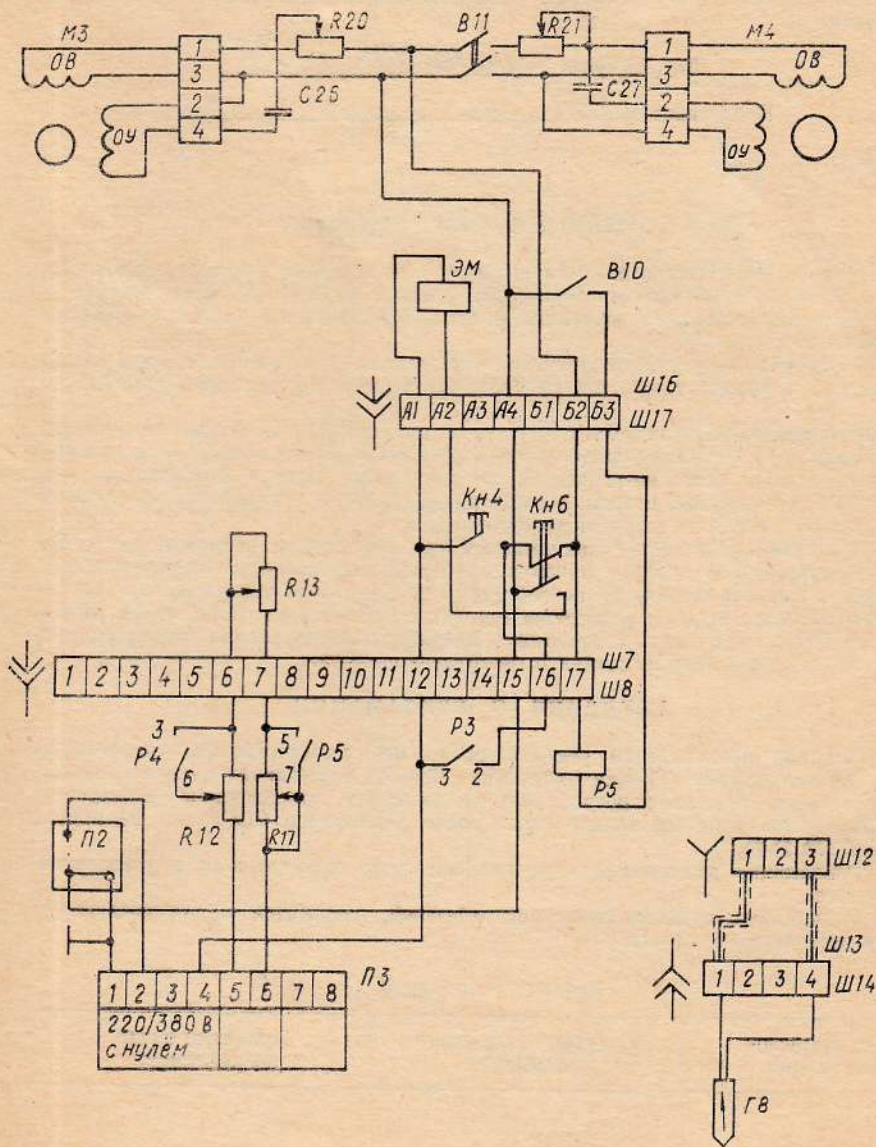 М3 1 R20 В11 R21 1 М4
ОВ 3 3 ОВ
2 С26 С27 2
ОУ 4 4 ОУ
ЭМ В10
Ш16
А1 А2 А3 А4 Б1 Б2 Б3 Ш17
Кн4 Кн6
R13
Ш7
1 2 3 4 5 6 7 8 9 10 11 12 13 14 15 16 17 Ш8
3 5 Р3
Р4 6 7 Р5 3 2
П2 R12 R17 Р5
1 2 3 Ш12
Ш13
1 2 3 4 Ш14
1 2 3 4 5 6 7 8 П3
220/380 В
с нулём
Г8